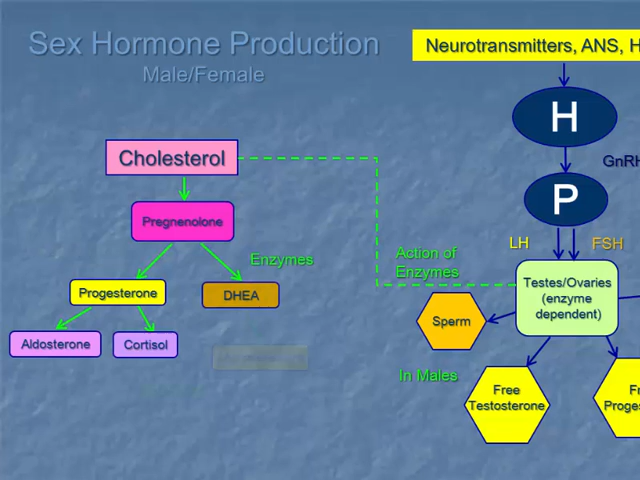 Sex Hormone Production
Male/Female
Neurotransmitters, ANS, H
H
GnRH
P
Cholesterol
Pregnenolone
Enzymes
Progesterone
DHEA
Aldosterone
Cortisol
LH
FSH
Action of
Enzymes
Testes/Ovaries
(enzyme
dependent)
Sperm
In Males
Free
Testosterone
Fr
Proges